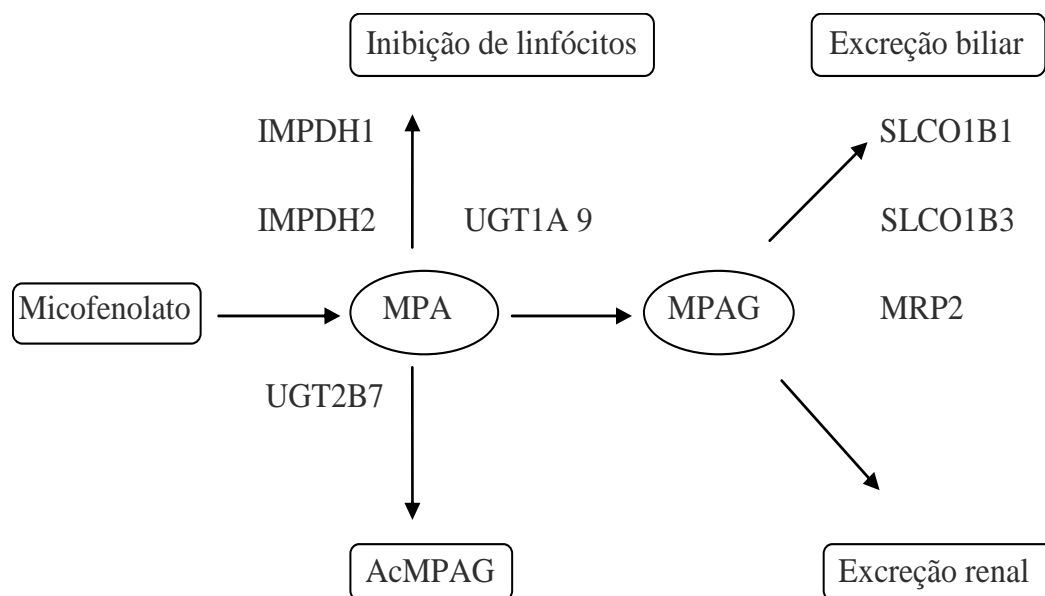 Inibição de linfócitos
Excreção biliar
IMPDH1
SLCO1B1
IMPDH2
UGT1A 9
SLCO1B3
Micofenolato
MPA
MPAG
MRP2
UGT2B7
AcMPAG
Excreção renal